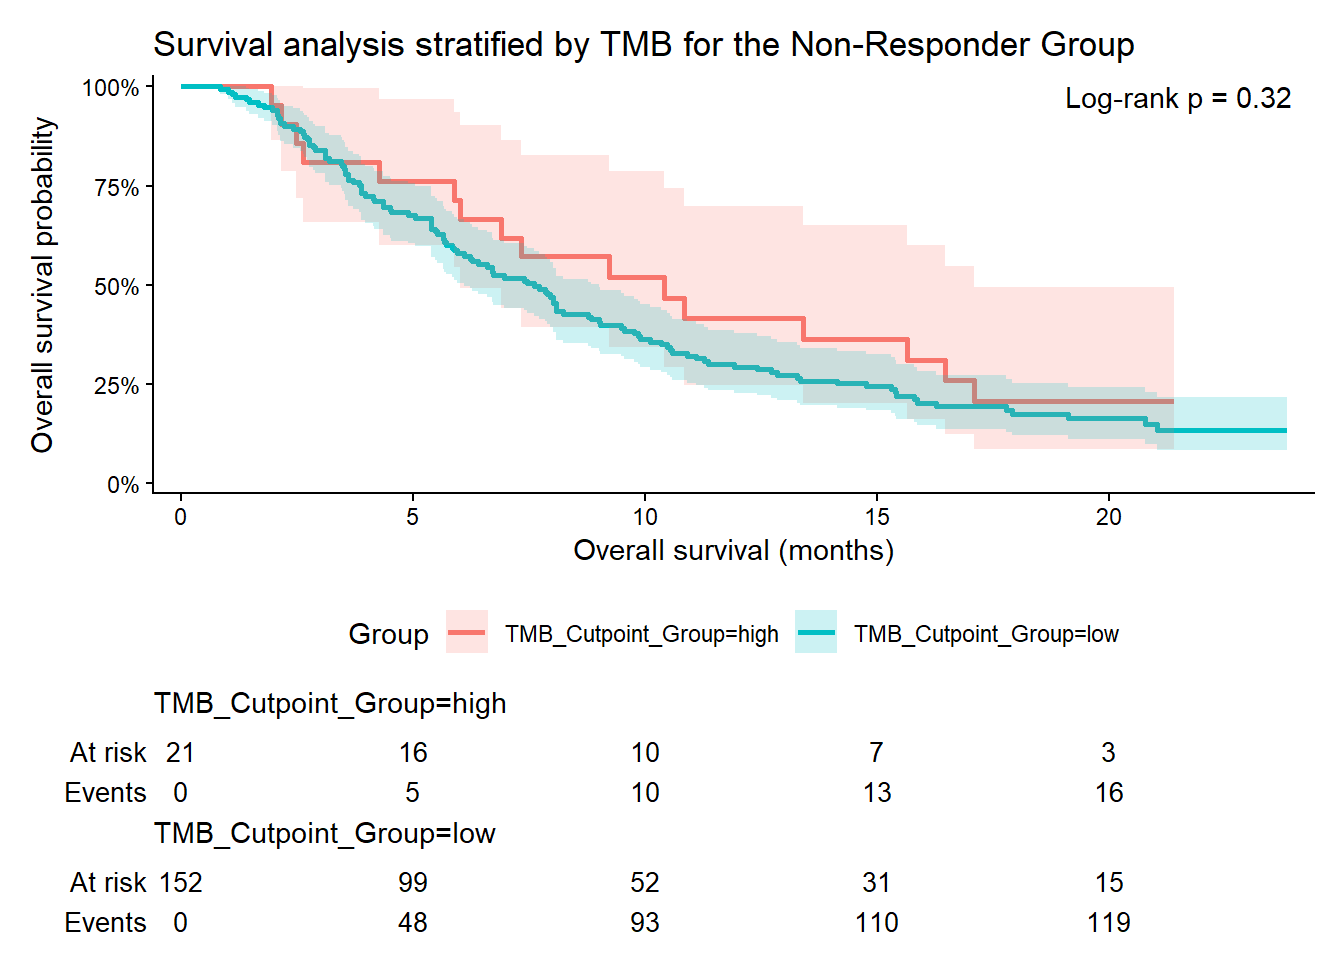 Survival analysis stratified by TMB for the Non-Responder Group
Log-rank p = 0.32
Overall survival probability
100%
75%
50%
25%
0%
0 5 10 15 20
Overall survival (months)
Group TMB_Cutpoint_Group=high TMB_Cutpoint_Group=low
TMB_Cutpoint_Group=high
At risk 21 16 10 7 3
Events 0 5 10 13 16
TMB_Cutpoint_Group=low
At risk 152 99 52 31 15
Events 0 48 93 110 119